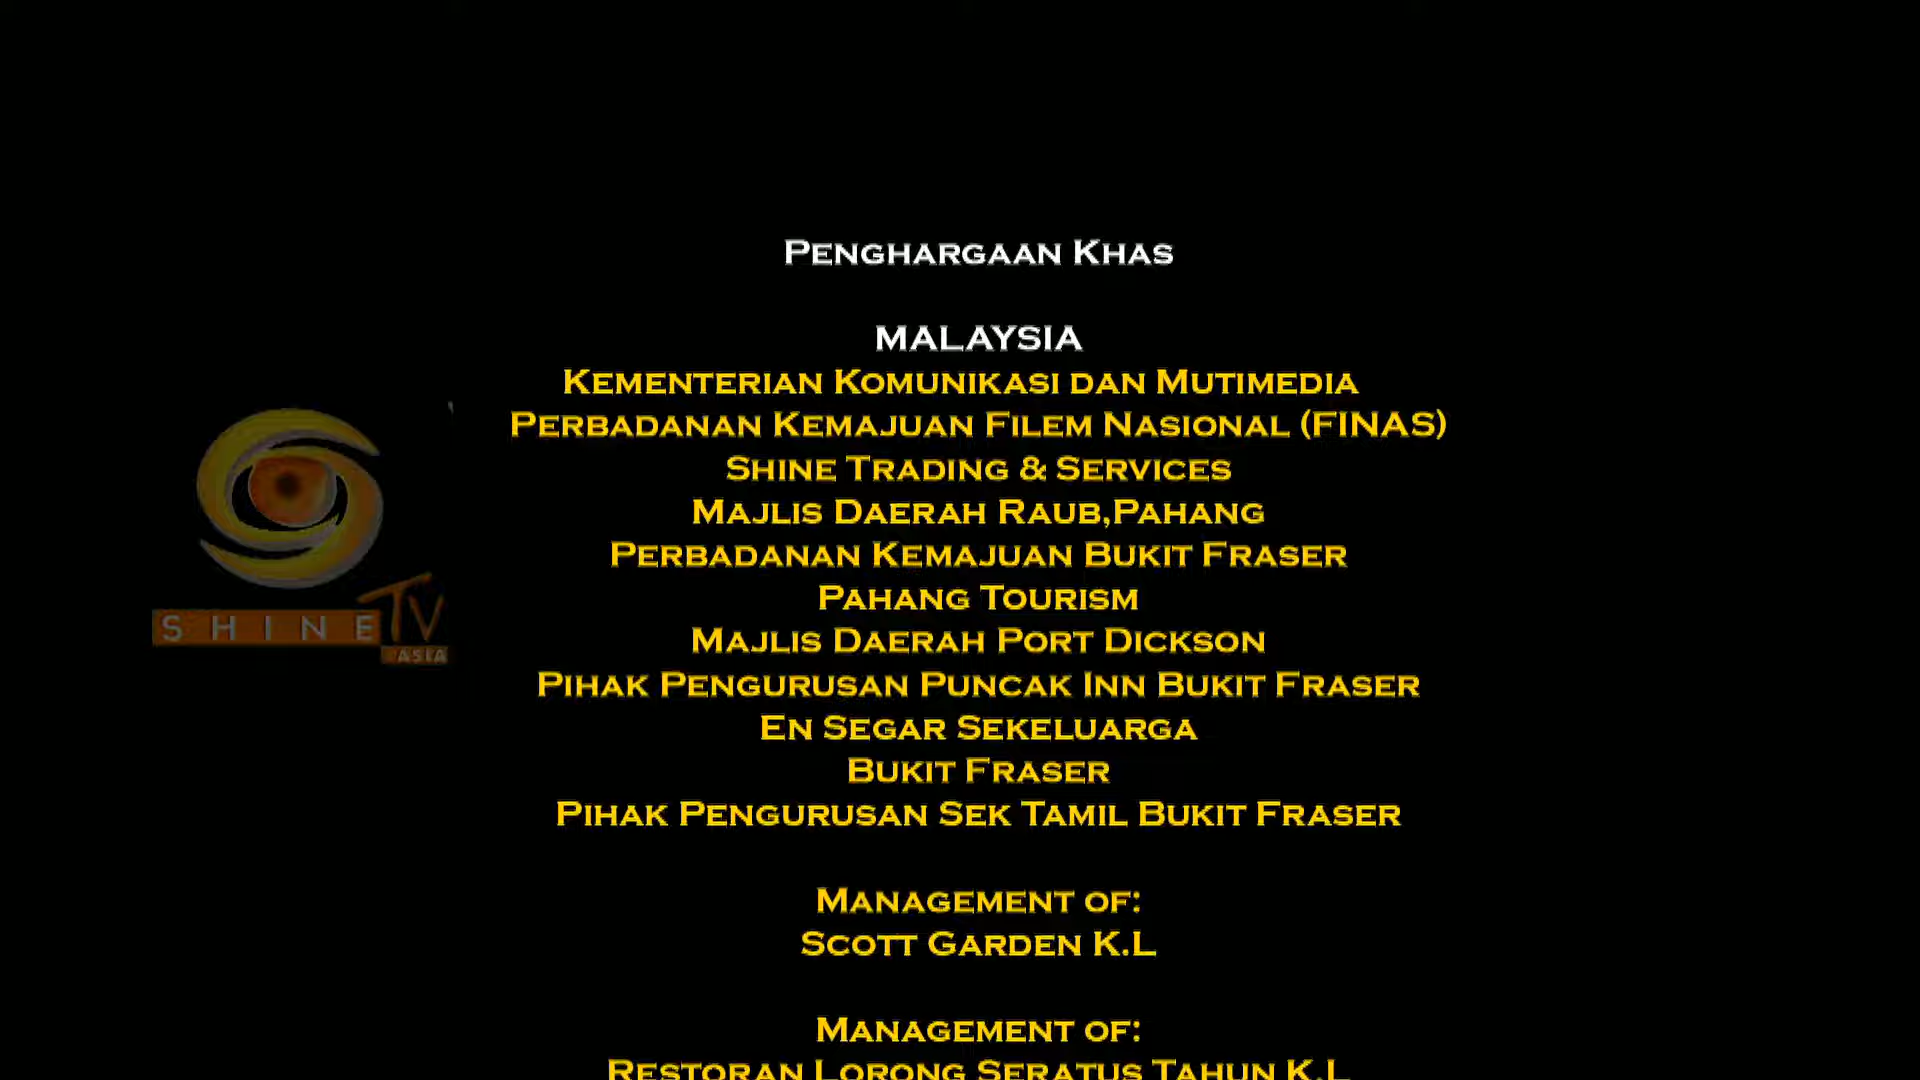 Penghargaan Khas
MALAYSIA
Kementerian Komunikasi dan Mutimedia
Perbadanan Kemajuan Filem Nasional (FINAS)
Shine Trading & Services
Majlis Daerah Raub,Pahang
Perbadanan Kemajuan Bukit Fraser
Pahang Tourism
Majlis Daerah Port Dickson
Pihak Pengurusan Puncak Inn Bukit Fraser
En Segar Sekeluarga
Bukit Fraser
Pihak Pengurusan Sek Tamil Bukit Fraser
Management of:
Scott Garden K.L
Management of:
Restoran Lorong Seratus Tahun K.L
SHINE TV
ASIA